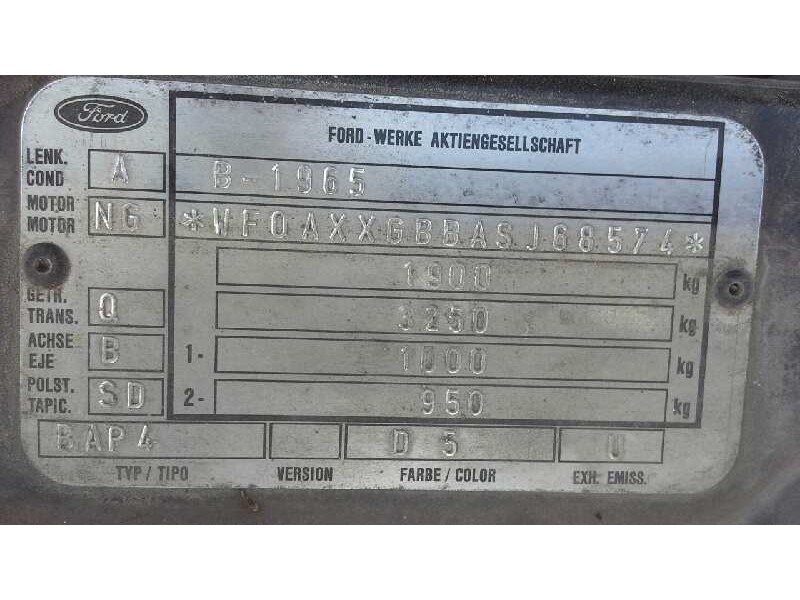 Ford
FORD-WERKE AKTIENGESELLSCHAFT
LENK.
COND A B-1965
MOTOR
MOTOR NG *WF0AXXGBBASJ68574*
1900 kg
GETR.
TRANS. Q 3250 kg
ACHSE
EJE B 1- 1000 kg
POLST.
TAPIC. SD 2- 950 kg
BAP4 D5 U
TYP / TIPO VERSION FARBE / COLOR EXH. EMISS.